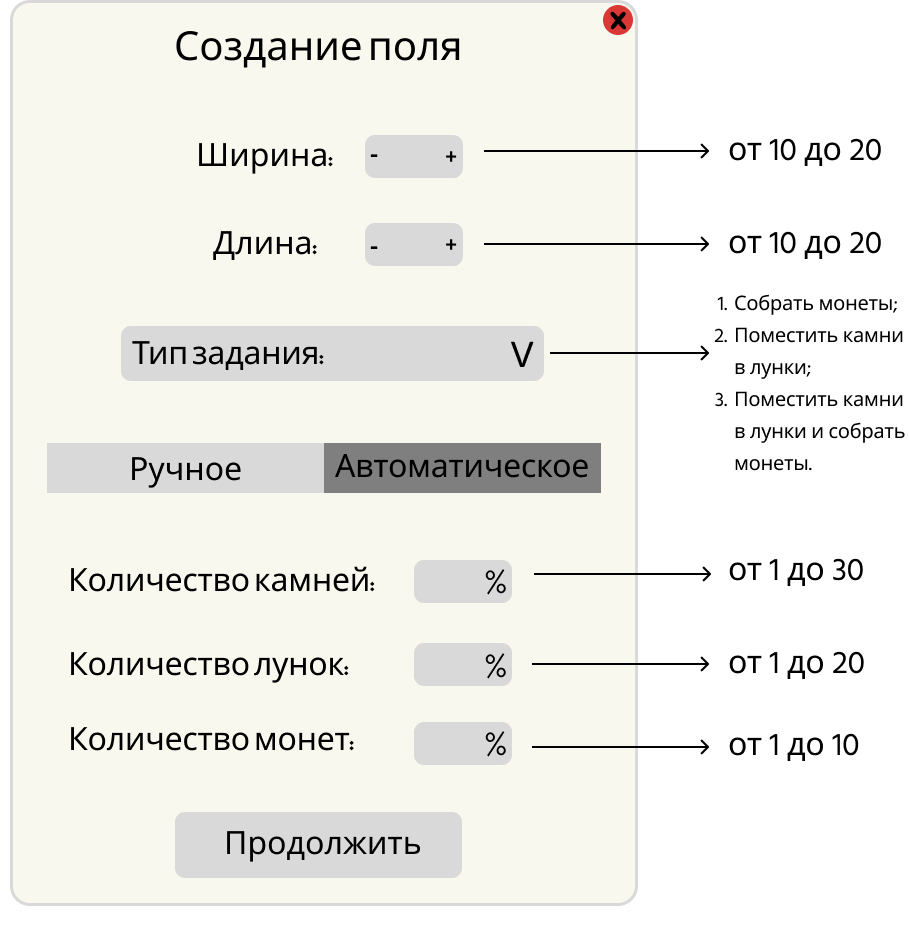 Создание поля
Ширина:
-
+
от 10 до 20
Длина:
-
+
от 10 до 20
Тип задания:
V
1. Собрать монеты;
2. Поместить камни
в лунки;
3. Поместить камни
в лунки и собрать
монеты.
Ручное
Автоматическое
Количество камней:
%
от 1 до 30
Количество лунок:
%
от 1 до 20
Количество монет:
%
от 1 до 10
Продолжить